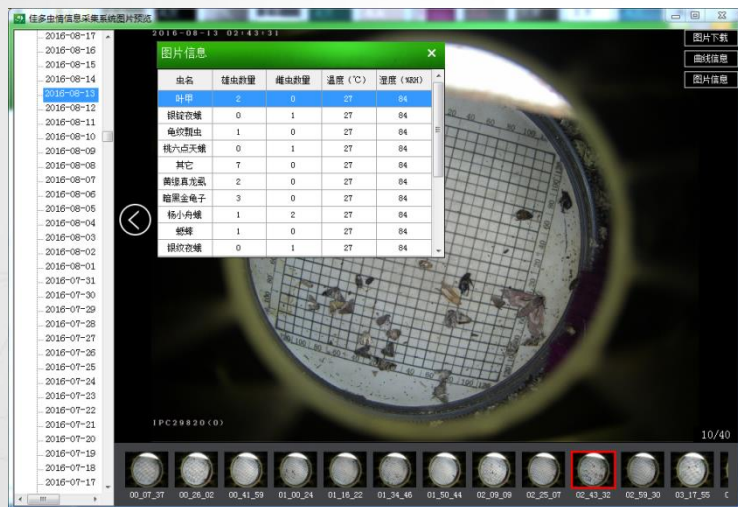 佳多虫情信息采集系统图片预览
2016-08-17
2016-08-16
2016-08-15
2016-08-14
2016-08-13
2016-08-12
2016-08-11
2016-08-10
2016-08-09
2016-08-08
2016-08-07
2016-08-06
2016-08-05
2016-08-04
2016-08-03
2016-08-02
2016-08-01
2016-07-31
2016-07-30
2016-07-29
2016-07-28
2016-07-27
2016-07-26
2016-07-25
2016-07-24
2016-07-23
2016-07-22
2016-07-21
2016-07-20
2016-07-19
2016-07-18
2016-07-17
2016-08-13 02:43:31
图片信息
虫名 雄虫数量 雌虫数量 温度（℃） 湿度（%RH）
叶甲 2 0 27 84
银锭夜蛾 0 1 27 84
龟纹瓢虫 1 0 27 84
桃六点天蛾 0 1 27 84
其它 7 0 27 84
黄缘真龙虱 2 0 27 84
暗黑金龟子 3 0 27 84
杨小舟蛾 1 2 27 84
蟋蟀 1 0 27 84
银纹夜蛾 0 1 27 84
图片下载
曲线信息
图片信息
IPC29820(0)
10/40
00_07_37 00_26_02 00_41_59 01_00_24 01_16_22 01_34_46 01_50_44 02_09_09 02_25_07 02_43_32 02_59_30 03_17_55